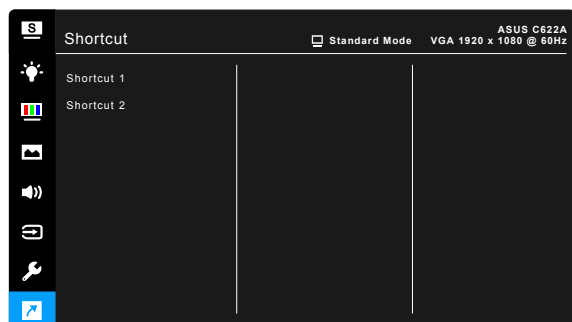 S
ASUS C622A
Shortcut
Standard Mode
VGA 1920 x 1080 @ 60Hz
Shortcut 1
Shortcut 2